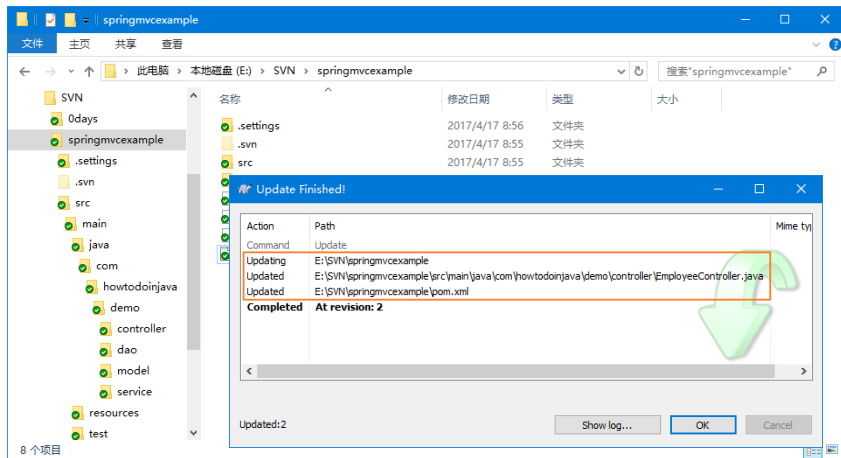 springmvcexample
文件 主页 共享 查看
此电脑 › 本地磁盘 (E:) › SVN › springmvcexample
搜索"springmvcexample"
SVN
0days
springmvcexample
.settings
.svn
src
main
java
com
howtodoinjava
demo
controller
dao
model
service
resources
test
名称 修改日期 类型 大小
.settings 2017/4/17 8:56 文件夹
.svn 2017/4/17 8:55 文件夹
src 2017/4/17 8:55 文件夹
Update Finished!
Action Path Mime typ
Command Update
Updating E:\SVN\springmvcexample
Updated E:\SVN\springmvcexample\src\main\java\com\howtodoinjava\demo\controller\EmployeeController.java
Updated E:\SVN\springmvcexample\pom.xml
Completed At revision: 2
Updated:2
Show log... OK Cancel
8 个项目